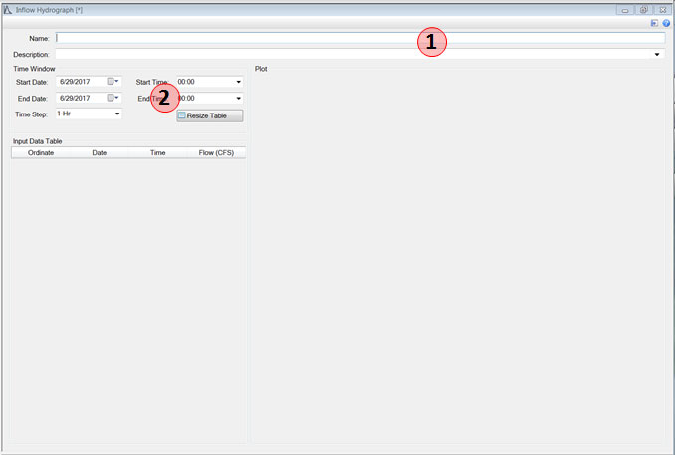 Inflow Hydrograph [*]
Name:
1
Description:
Time Window
Plot
Start Date: 6/29/2017 Start Time: 00:00
End Date: 6/29/2017 End Time: 00:00
2
Time Step: 1 Hr Resize Table
Input Data Table
Ordinate Date Time Flow (CFS)